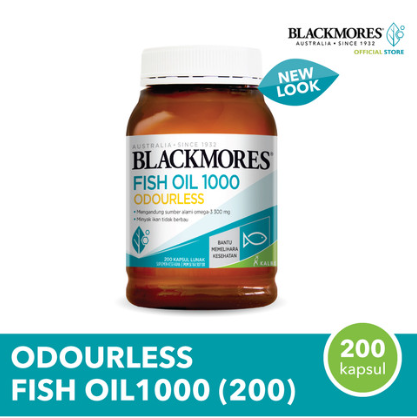 BLACKMORES
AUSTRALIA • SINCE 1932
OFFICIAL STORE
NEW
LOOK
AUSTRALIA • SINCE 1932
BLACKMORES
FISH OIL 1000
ODOURLESS
• Mengandung sumber alami omega-3 300 mg
• Minyak ikan tidak berbau
BANTU
MEMELIHARA
KESEHATAN
200 KAPSUL LUNAK
ODOURLESS
FISH OIL1000 (200)
200
kapsul